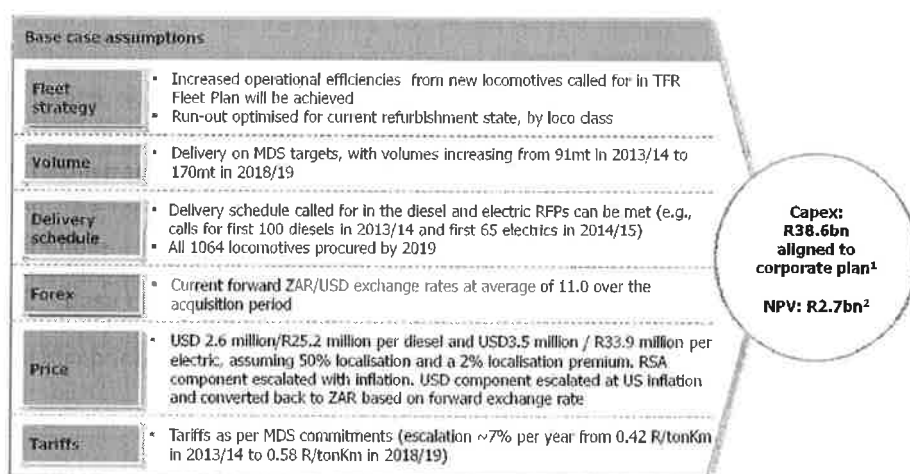 Base case assumptions
Fleet
strategy
• Increased operational efficiencies from new locomotives called for in TFR
Fleet Plan will be achieved
• Run-out optimised for current refurbishment state, by loco class
Volume
• Delivery on MDS targets, with volumes increasing from 91mt in 2013/14 to
170mt in 2018/19
Delivery
schedule
• Delivery schedule called for in the diesel and electric RFPs can be met (e.g.,
calls for first 100 diesels in 2013/14 and first 65 electrics in 2014/15)
• All 1064 locomotives procured by 2019
Forex
• Current forward ZAR/USD exchange rates at average of 11.0 over the
acquisition period
Price
• USD 2.6 million/R25.2 million per diesel and USD3.5 million / R33.9 million per
electric, assuming 50% localisation and a 2% localisation premium. RSA
component escalated with inflation. USD component escalated at US inflation
and converted back to ZAR based on forward exchange rate
Tariffs
• Tariffs as per MDS commitments (escalation ~7% per year from 0.42 R/tonKm
in 2013/14 to 0.58 R/tonKm in 2018/19)
Capex:
R38.6bn
aligned to
corporate plan¹
NPV: R2.7bn²